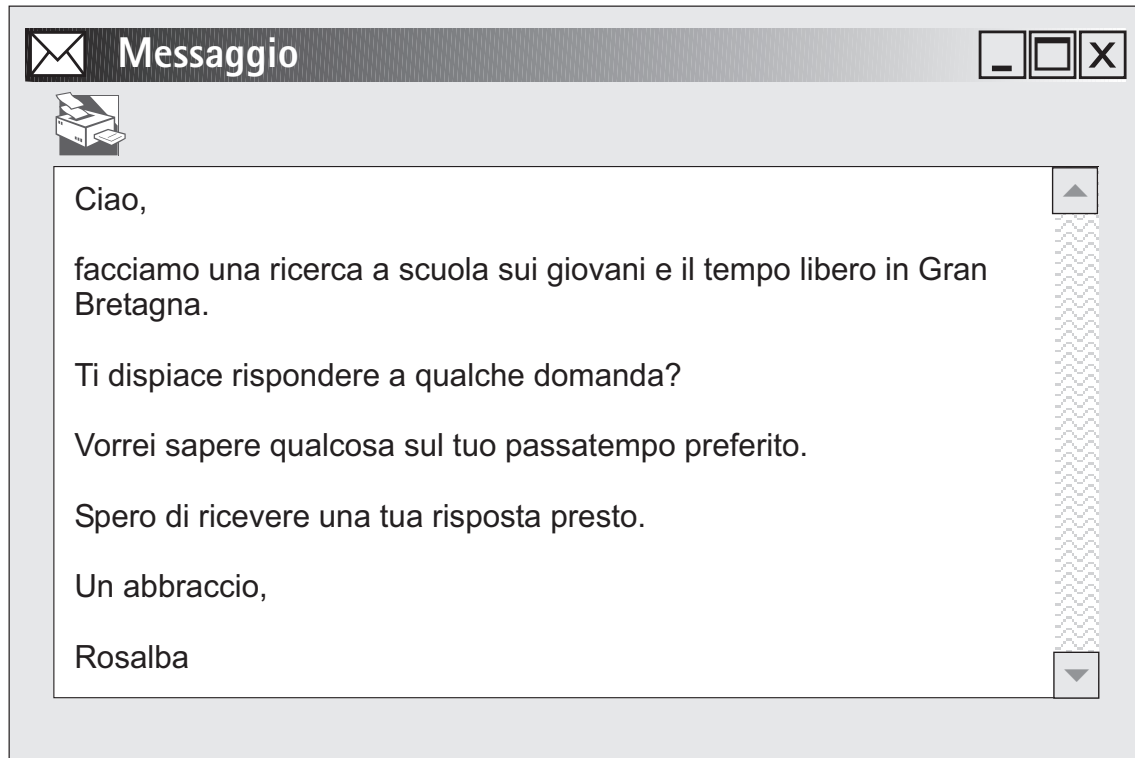 Messaggio
Ciao,
facciamo una ricerca a scuola sui giovani e il tempo libero in Gran
Bretagna.
Ti dispiace rispondere a qualche domanda?
Vorrei sapere qualcosa sul tuo passatempo preferito.
Spero di ricevere una tua risposta presto.
Un abbraccio,
Rosalba